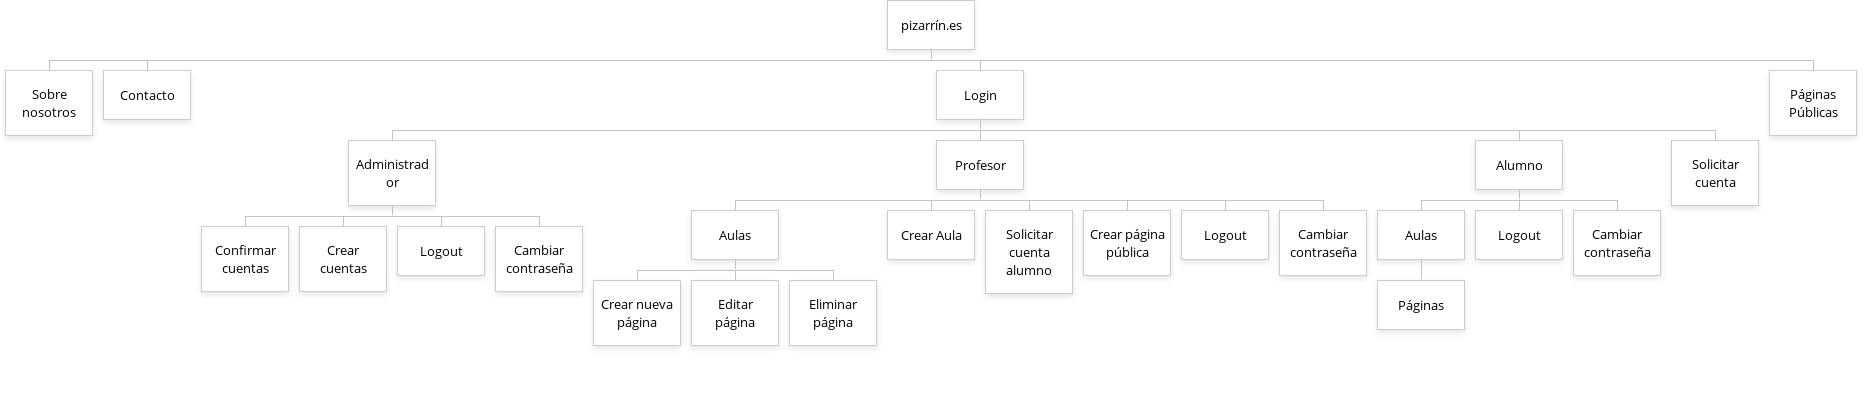 pizarrín.es
Sobre
nosotros
Contacto
Login
Páginas
Públicas
Administrad
or
Profesor
Alumno
Solicitar
cuenta
Confirmar
cuentas
Crear
cuentas
Logout
Cambiar
contraseña
Aulas
Crear Aula
Solicitar
cuenta
alumno
Crear página
pública
Logout
Cambiar
contraseña
Aulas
Logout
Cambiar
contraseña
Crear nueva
página
Editar
página
Eliminar
página
Páginas